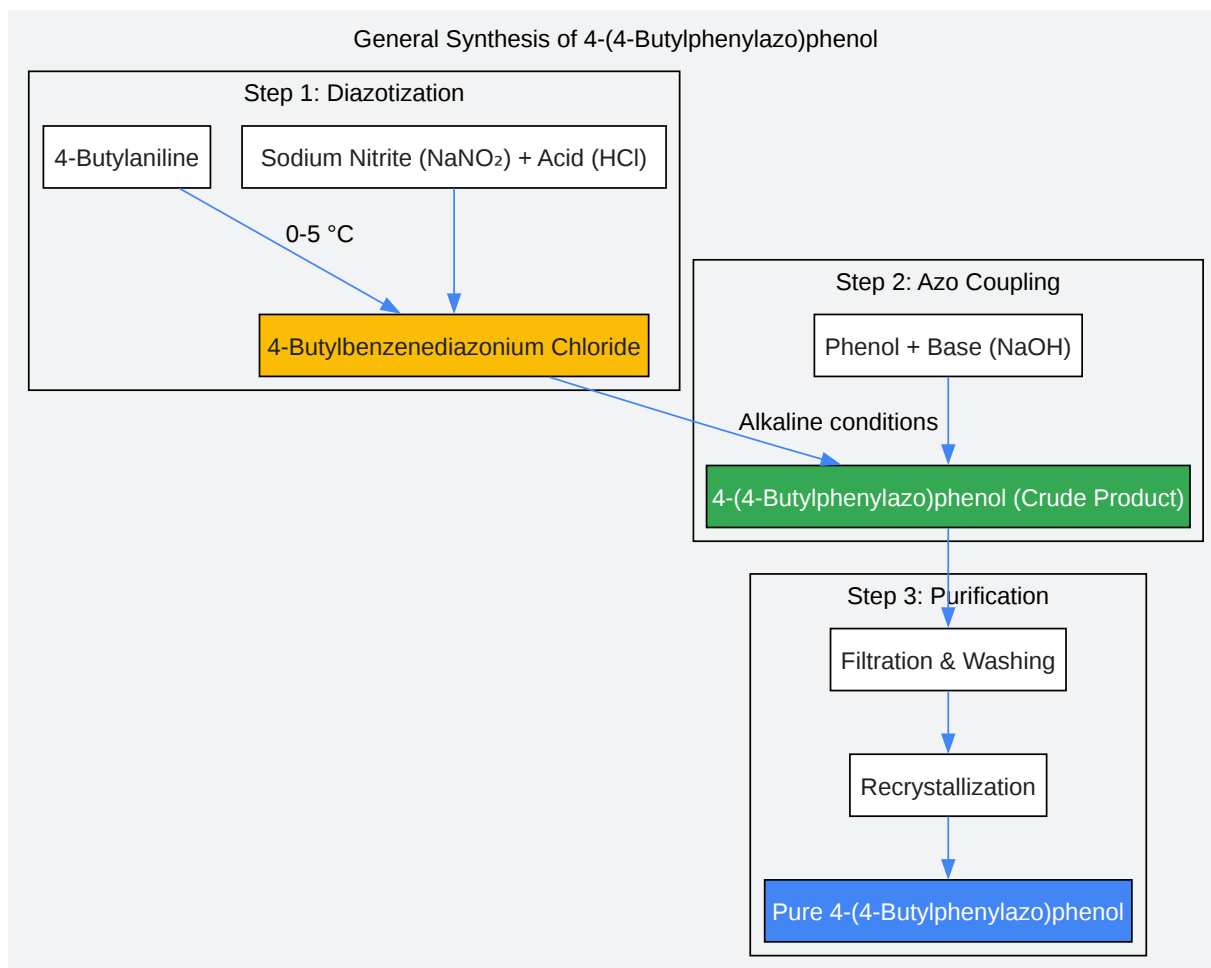 General Synthesis of 4-(4-Butylphenylazo)phenol
Step 1: Diazotization
4-Butylaniline
Sodium Nitrite (NaNO₂) + Acid (HCl)
0-5 °C
4-Butylbenzenediazonium Chloride
Step 2: Azo Coupling
Phenol + Base (NaOH)
Alkaline conditions
4-(4-Butylphenylazo)phenol (Crude Product)
Step 3: Purification
Filtration & Washing
Recrystallization
Pure 4-(4-Butylphenylazo)phenol